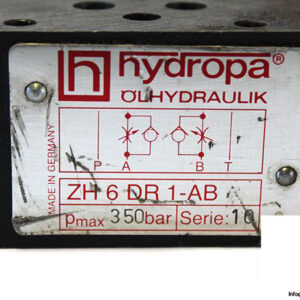 hydropa®
ÖLHYDRAULIK
MADE IN GERMANY
P A B T
ZH 6 DR 1-AB
pmax 350bar Serie: 10